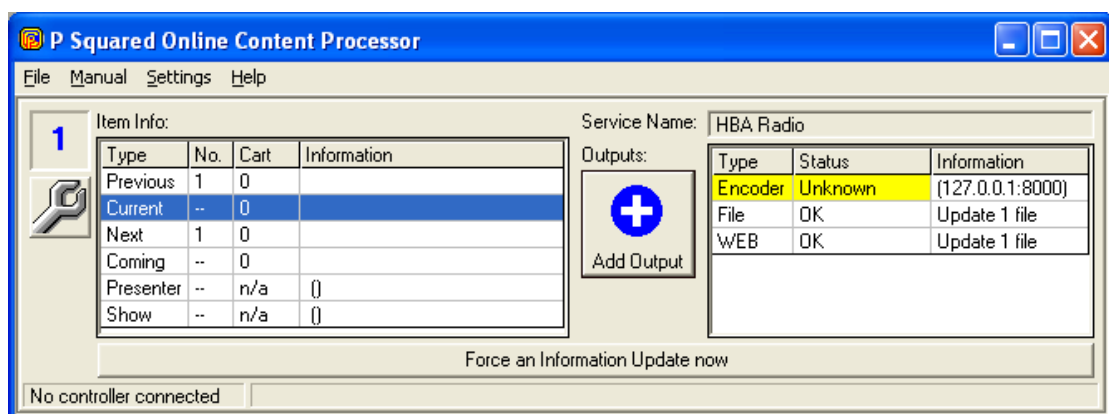 P Squared Online Content Processor
File Manual Settings Help
1
Item Info:
Type No. Cart Information
Previous 1 0
Current -- 0
Next 1 0
Coming -- 0
Presenter -- n/a ()
Show -- n/a ()
Service Name: HBA Radio
Outputs:
Add Output
Type Status Information
Encoder Unknown (127.0.0.1:8000)
File OK Update 1 file
WEB OK Update 1 file
Force an Information Update now
No controller connected